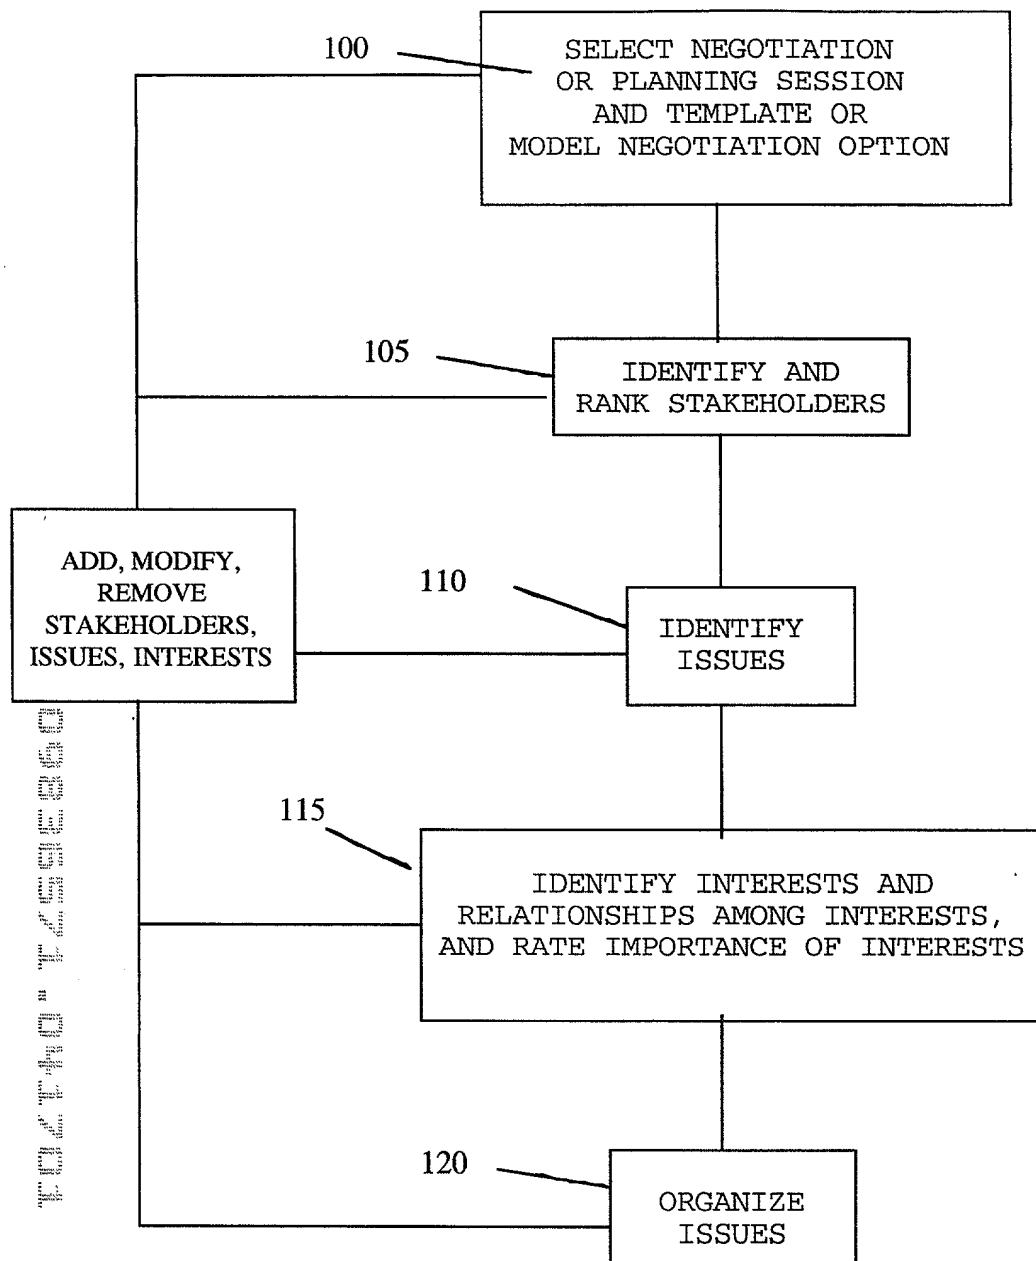 100
SELECT NEGOTIATION
OR PLANNING SESSION
AND TEMPLATE OR
MODEL NEGOTIATION OPTION
105
IDENTIFY AND
RANK STAKEHOLDERS
ADD, MODIFY,
REMOVE
STAKEHOLDERS,
ISSUES, INTERESTS
110
IDENTIFY
ISSUES
115
IDENTIFY INTERESTS AND
RELATIONSHIPS AMONG INTERESTS,
AND RATE IMPORTANCE OF INTERESTS
120
ORGANIZE
ISSUES